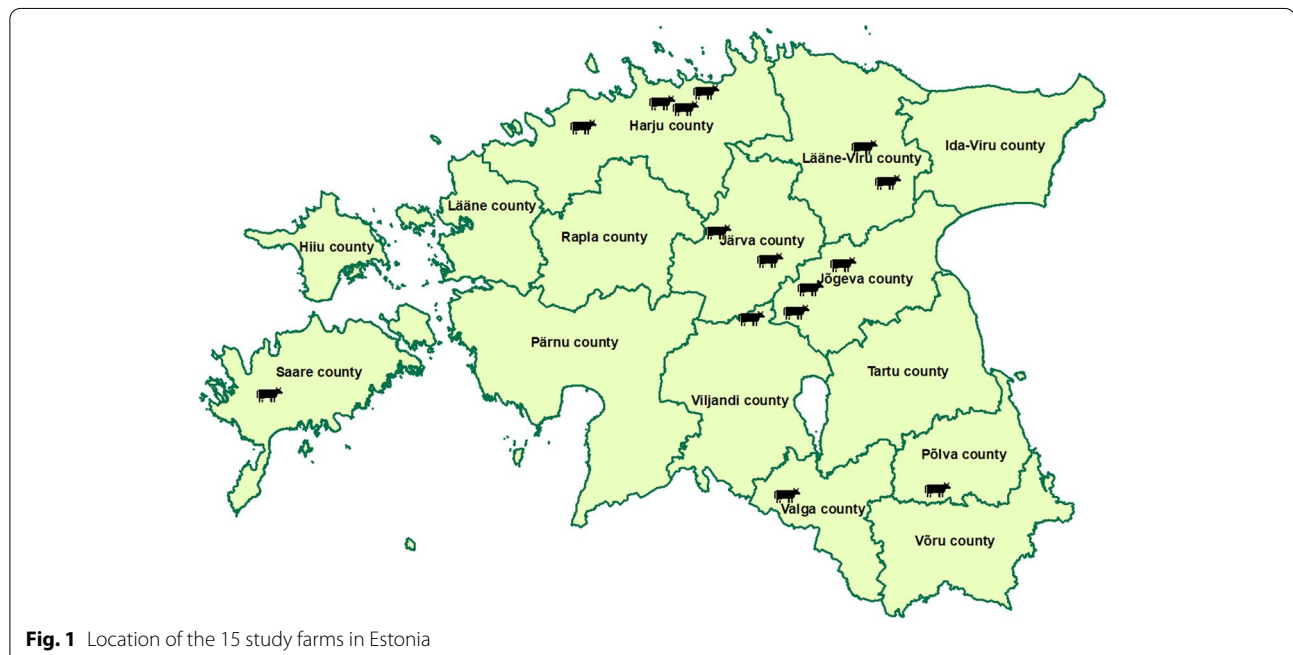 Harju county
Ida-Viru county
Lääne-Viru county
Lääne county
Rapla county
Järva county
Hiiu county
Jõgeva county
Pärnu county
Saare county
Tartu county
Viljandi county
Põlva county
Valga county
Võru county
Fig. 1 Location of the 15 study farms in Estonia